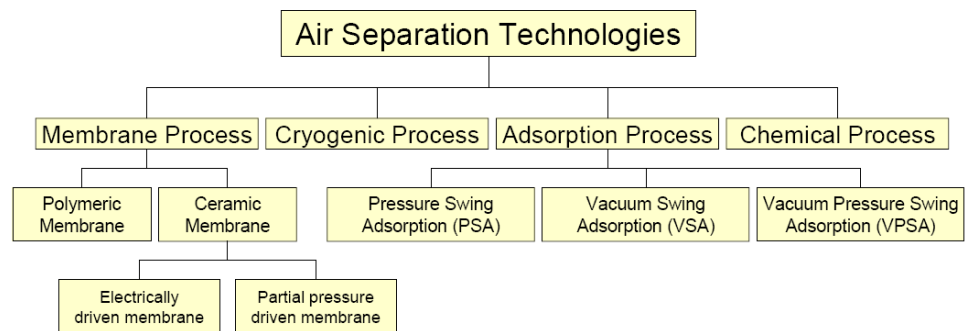 Air Separation Technologies
Membrane Process
Cryogenic Process
Adsorption Process
Chemical Process
Polymeric
Membrane
Ceramic
Membrane
Pressure Swing
Adsorption (PSA)
Vacuum Swing
Adsorption (VSA)
Vacuum Pressure Swing
Adsorption (VPSA)
Electrically
driven membrane
Partial pressure
driven membrane